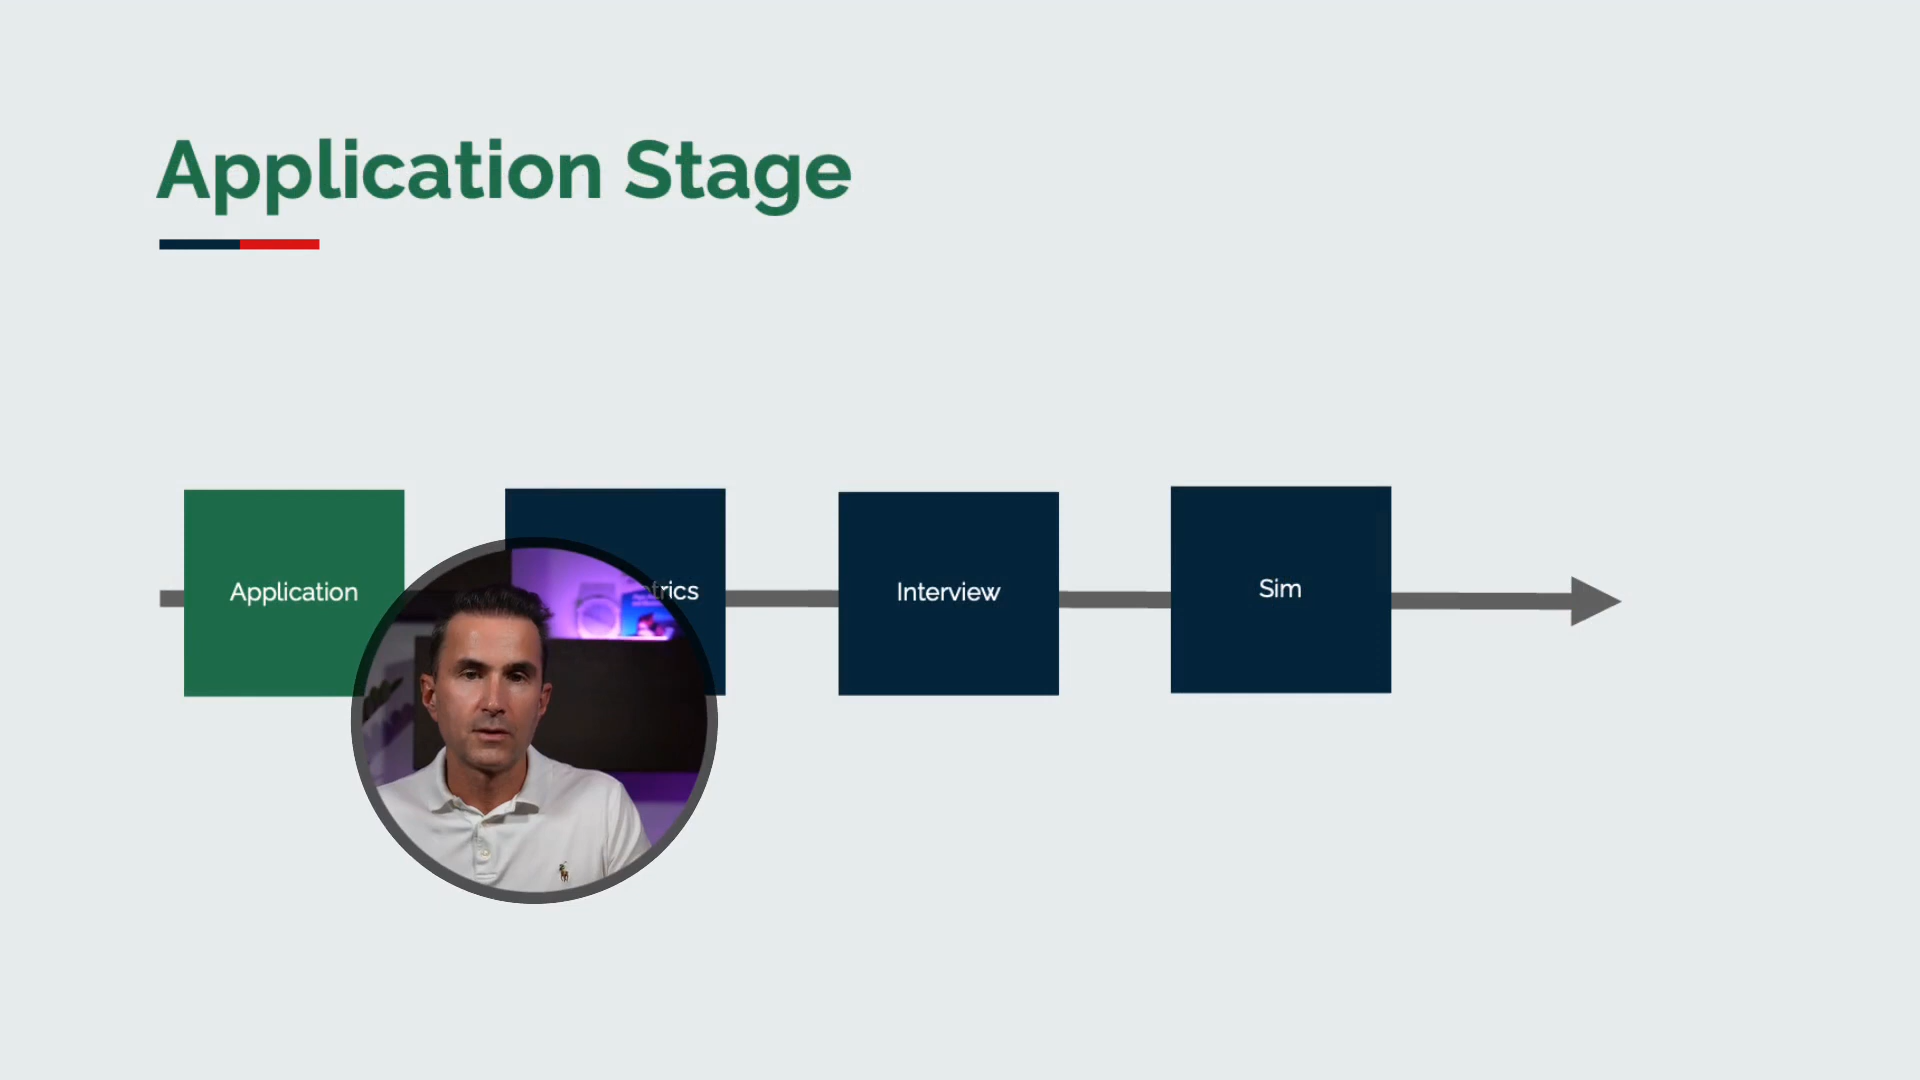 Application Stage
Application
Interview
Sim